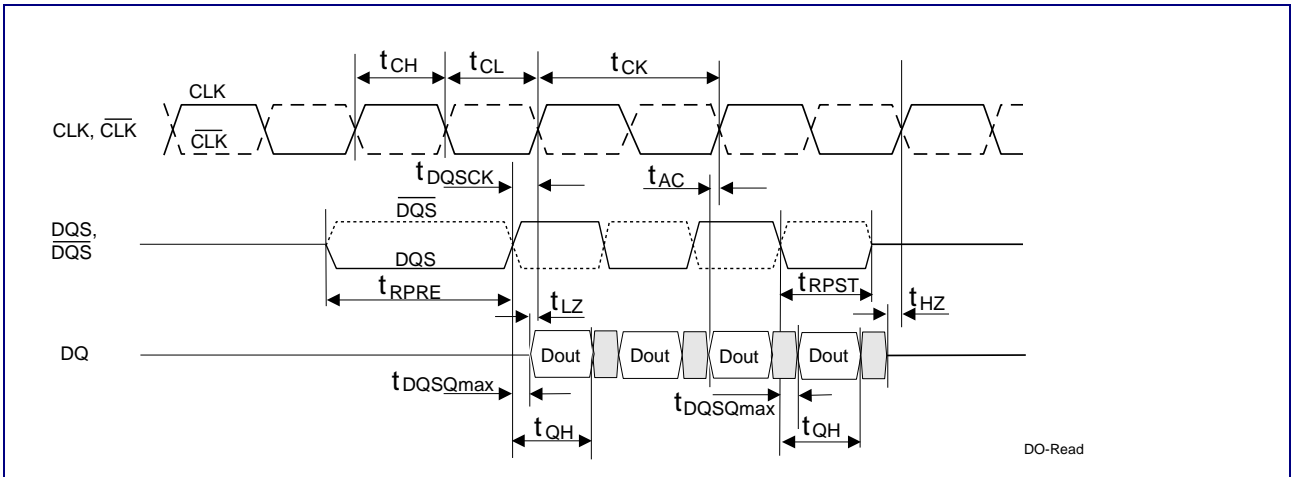 tCH tCL tCK
CLK
CLK, CLK
CLK
tDQSCK tAC
DQS
DQS,
DQS
DQS
tRPRE tRPST
tLZ tHZ
DQ Dout Dout Dout Dout
tDQSQmax tDQSQmax
tQH tQH
DO-Read